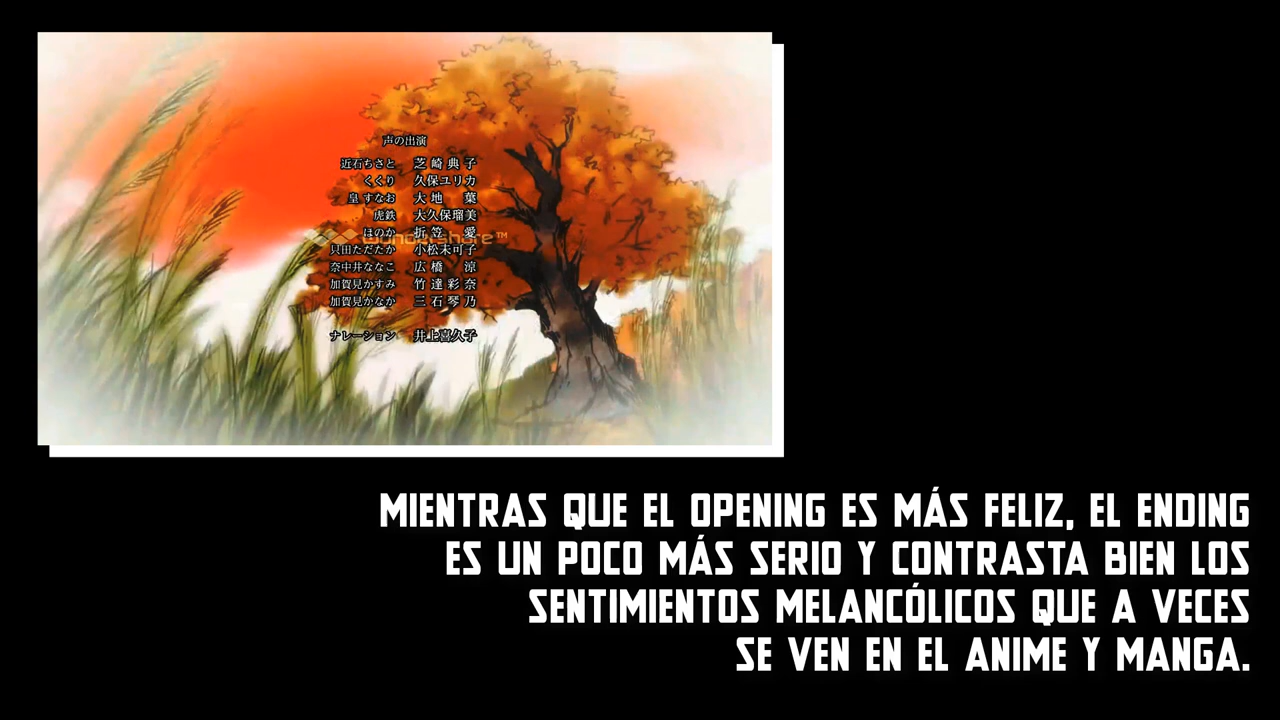 声の出演
近石ちさと 芝崎典子
くくり 久保ユリカ
皇 すなお 大地 葉
虎鉄 大久保瑠美
ほのか 折笠 愛
wondershare™
只田ただたか 小松未可子
奈中井ななこ 広橋 涼
加賀見かすみ 竹達彩奈
加賀見かなか 三石琴乃
ナレーション 井上喜久子
MIENTRAS QUE EL OPENING ES MÁS FELIZ, EL ENDING
ES UN POCO MÁS SERIO Y CONTRASTA BIEN LOS
SENTIMIENTOS MELANCÓLICOS QUE A VECES
SE VEN EN EL ANIME Y MANGA.